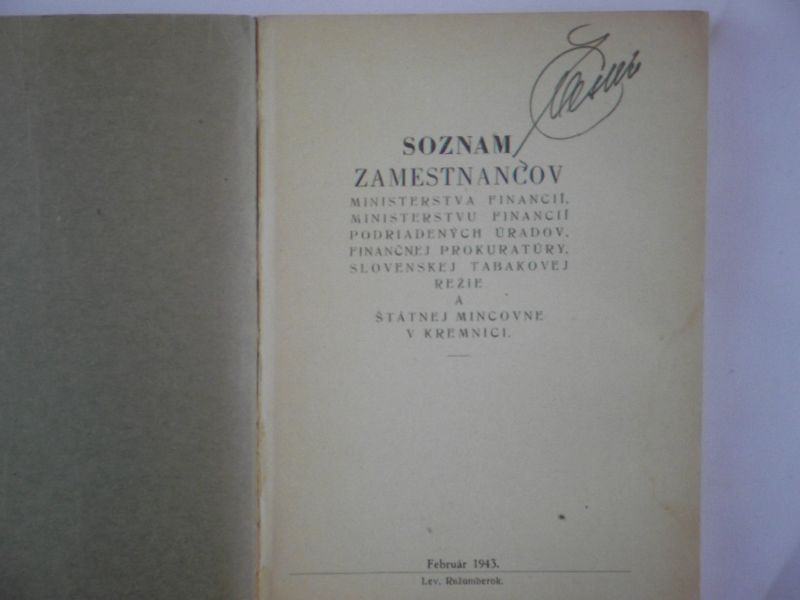 SOZNAM
ZAMESTNANCOV
MINISTERSTVA FINANCIÍ,
MINISTERSTVU FINANCIÍ
PODRIADENÝCH ÚRADOV,
FINANČNEJ PROKURATÚRY,
SLOVENSKEJ TABAKOVEJ
REŽIE
A
ŠTÁTNEJ MINCOVNE
V KREMNICI.
Február 1943.
Lev, Ružomberok.